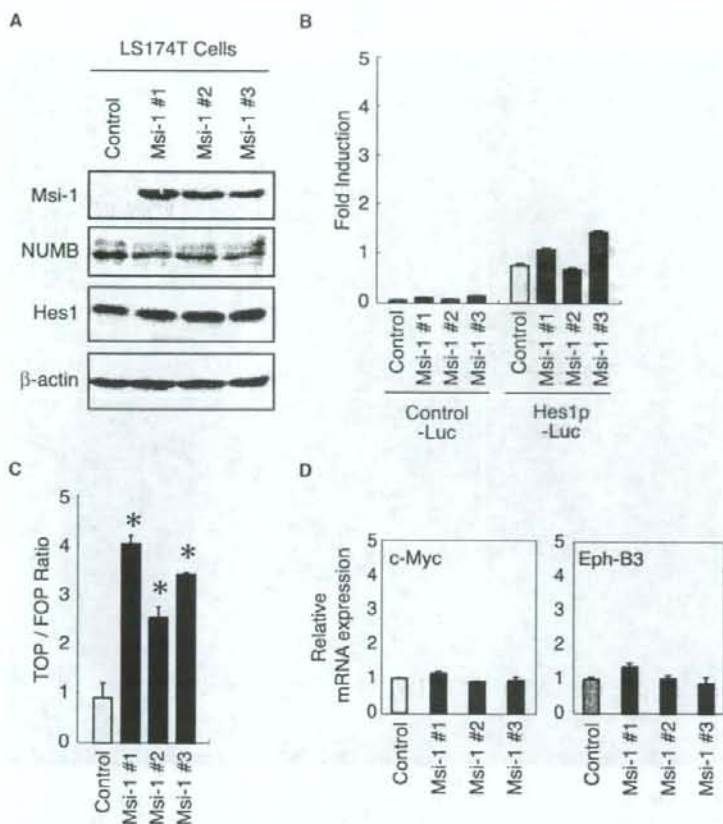 A
LS174T Cells
Control
Msi-1 #1
Msi-1 #2
Msi-1 #3
Msi-1
NUMB
Hes1
β-actin
B
Fold Induction
5
4
3
2
1
0
Control
Msi-1 #1
Msi-1 #2
Msi-1 #3
Control
Msi-1 #1
Msi-1 #2
Msi-1 #3
Control
-Luc
Hes1p
-Luc
C
TOP / FOP Ratio
5
4
3
2
1
0
*
*
*
Control
Msi-1 #1
Msi-1 #2
Msi-1 #3
D
Relative
mRNA expression
5
4
3
2
1
0
c-Myc
Control
Msi-1 #1
Msi-1 #2
Msi-1 #3
5
4
3
2
1
0
Eph-B3
Control
Msi-1 #1
Msi-1 #2
Msi-1 #3